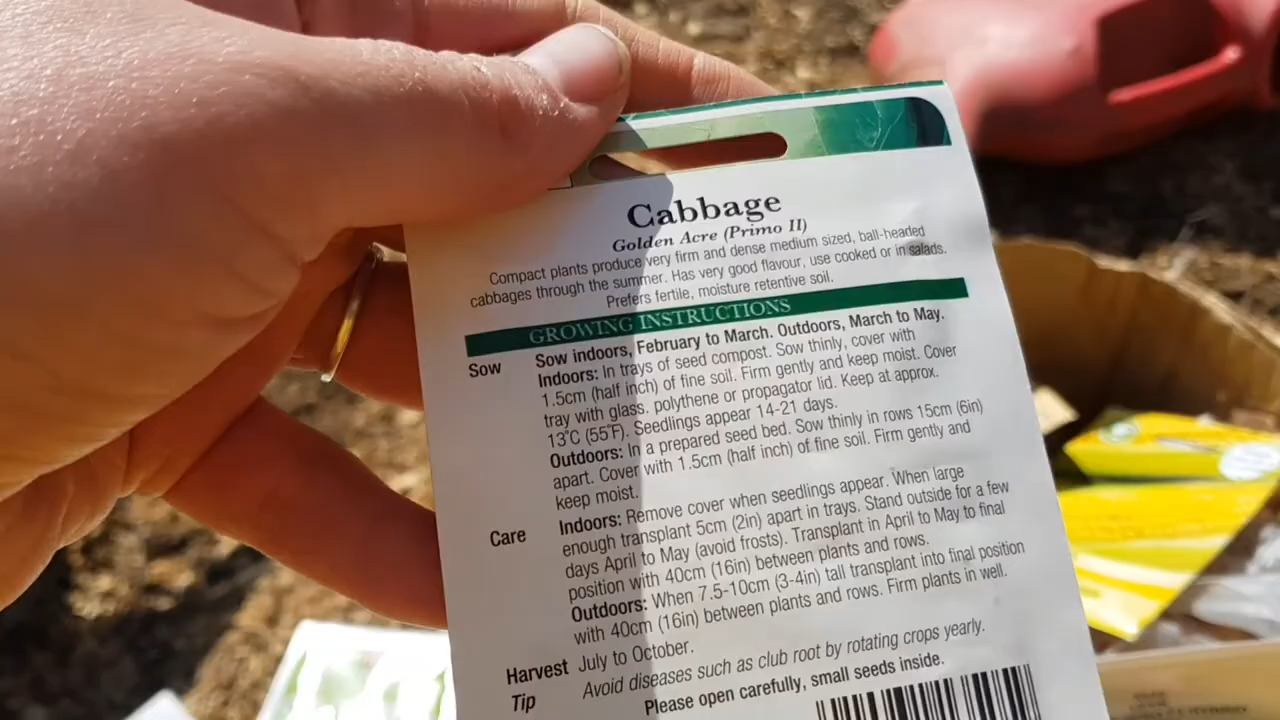 Cabbage
Golden Acre (Primo II)
Compact plants produce very firm and dense medium sized, ball-headed
cabbages through the summer. Has very good flavour, use cooked or in salads.
Prefers fertile, moisture retentive soil.
GROWING INSTRUCTIONS
Sow Sow indoors, February to March. Outdoors, March to May.
Indoors: In trays of seed compost. Sow thinly, cover with
1.5cm (half inch) of fine soil. Firm gently and keep moist. Cover
tray with glass, polythene or propagator lid. Keep at approx.
13°C (55°F). Seedlings appear 14-21 days.
Outdoors: In a prepared seed bed. Sow thinly in rows 15cm (6in)
apart. Cover with 1.5cm (half inch) of fine soil. Firm gently and
keep moist.
Care Indoors: Remove cover when seedlings appear. When large
enough transplant 5cm (2in) apart in trays. Stand outside for a few
days April to May (avoid frosts). Transplant in April to May to final
position with 40cm (16in) between plants and rows.
Outdoors: When 7.5-10cm (3-4in) tall transplant into final position
with 40cm (16in) between plants and rows. Firm plants in well.
Harvest July to October.
Tip Avoid diseases such as club root by rotating crops yearly.
Please open carefully, small seeds inside.